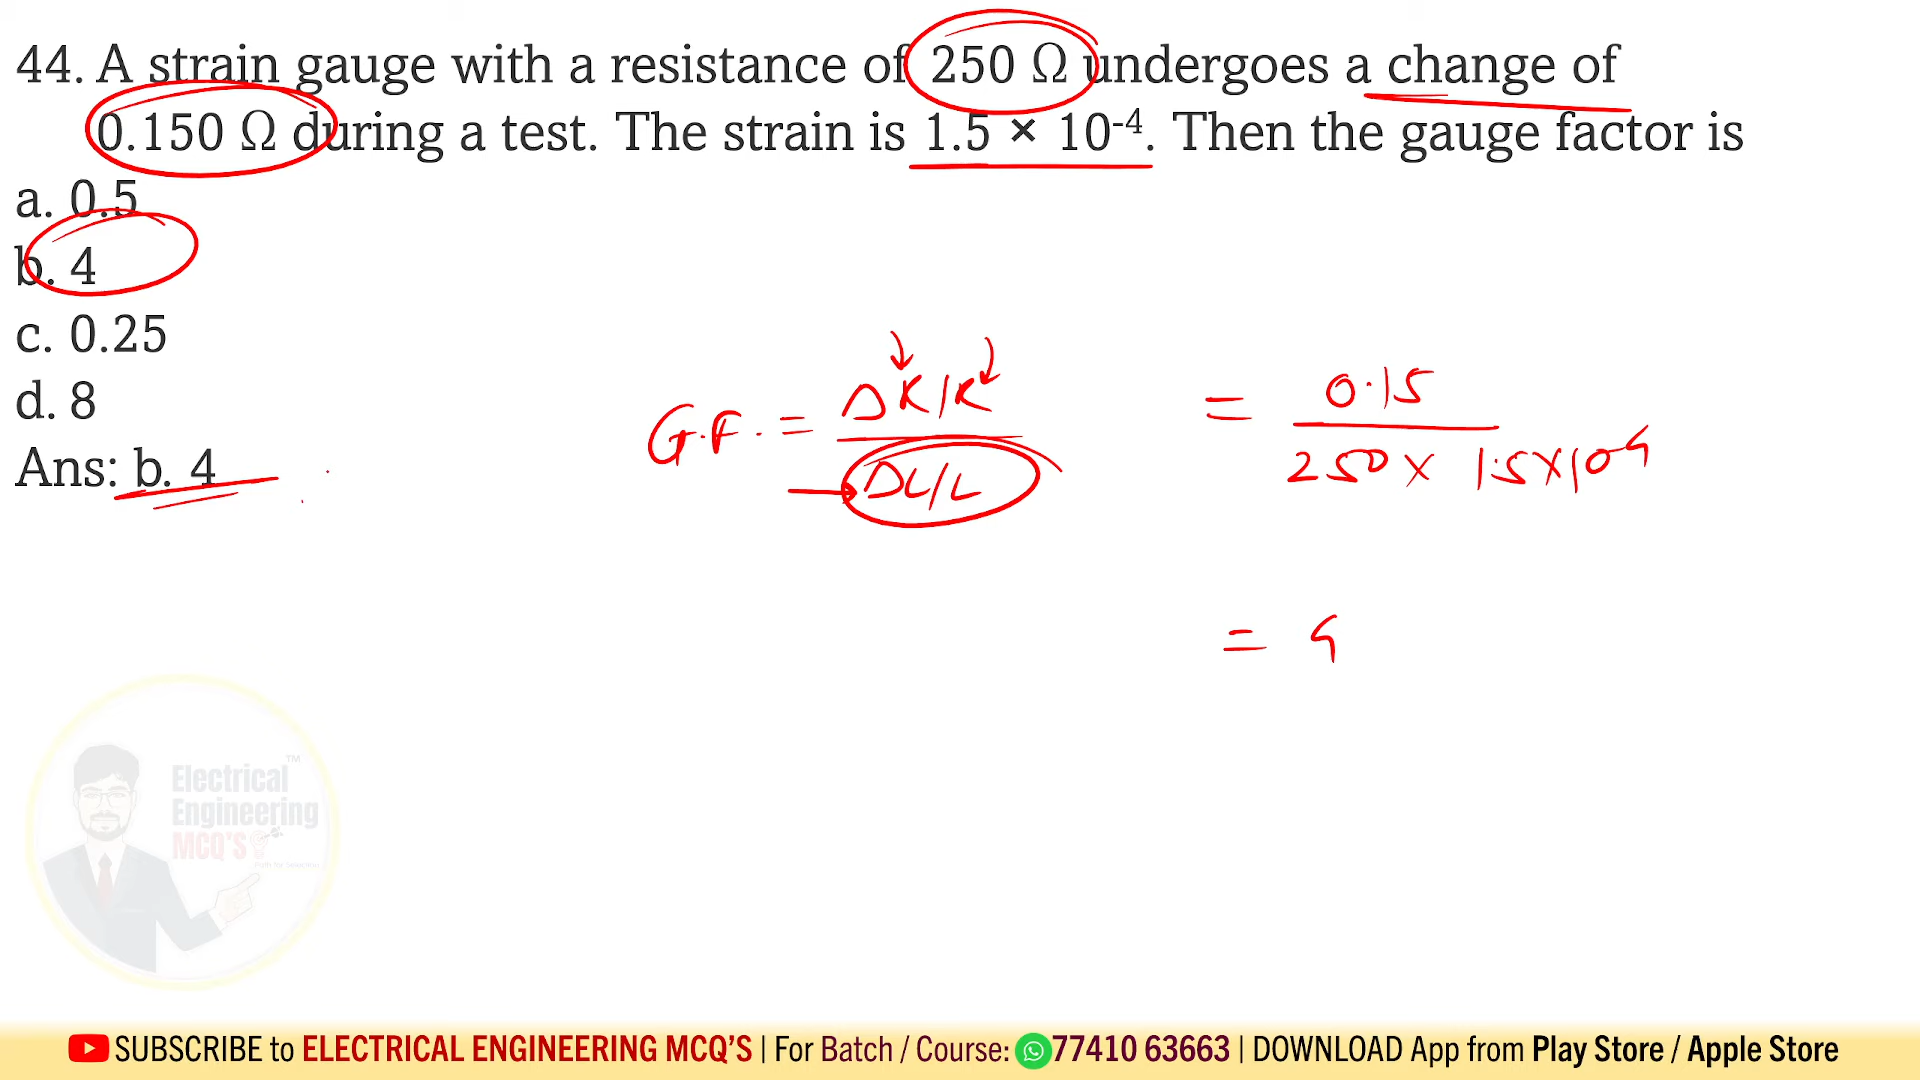 44. A strain gauge with a resistance of 250 Ω undergoes a change of
0.150 Ω during a test. The strain is 1.5 × 10⁻⁴. Then the gauge factor is
a. 0.5
b. 4
c. 0.25
d. 8
Ans: b. 4
G.F. = ΔR/R = 0.15
ΔL/L 250 × 1.5×10⁻⁴
= 4
Electrical TM
Engineering
MCQ'S
SUBSCRIBE to ELECTRICAL ENGINEERING MCQ'S | For Batch / Course: 77410 63663 | DOWNLOAD App from Play Store / Apple Store